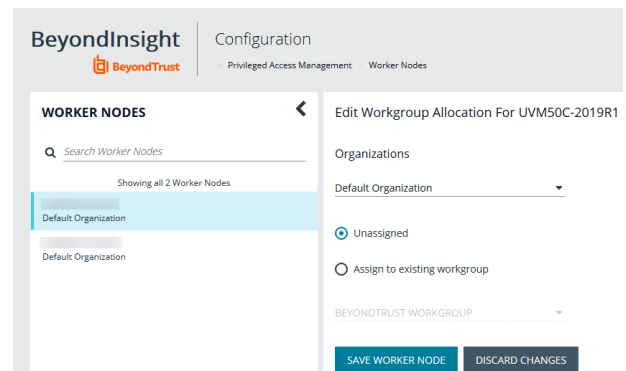 BeyondInsight
BeyondTrust
Configuration
Privileged Access Management > Worker Nodes
WORKER NODES
Search Worker Nodes
Showing all 2 Worker Nodes
Default Organization
Default Organization
Edit Workgroup Allocation For UVM50C-2019R1
Organizations
Default Organization
Unassigned
Assign to existing workgroup
BEYONDTRUST WORKGROUP
SAVE WORKER NODE DISCARD CHANGES